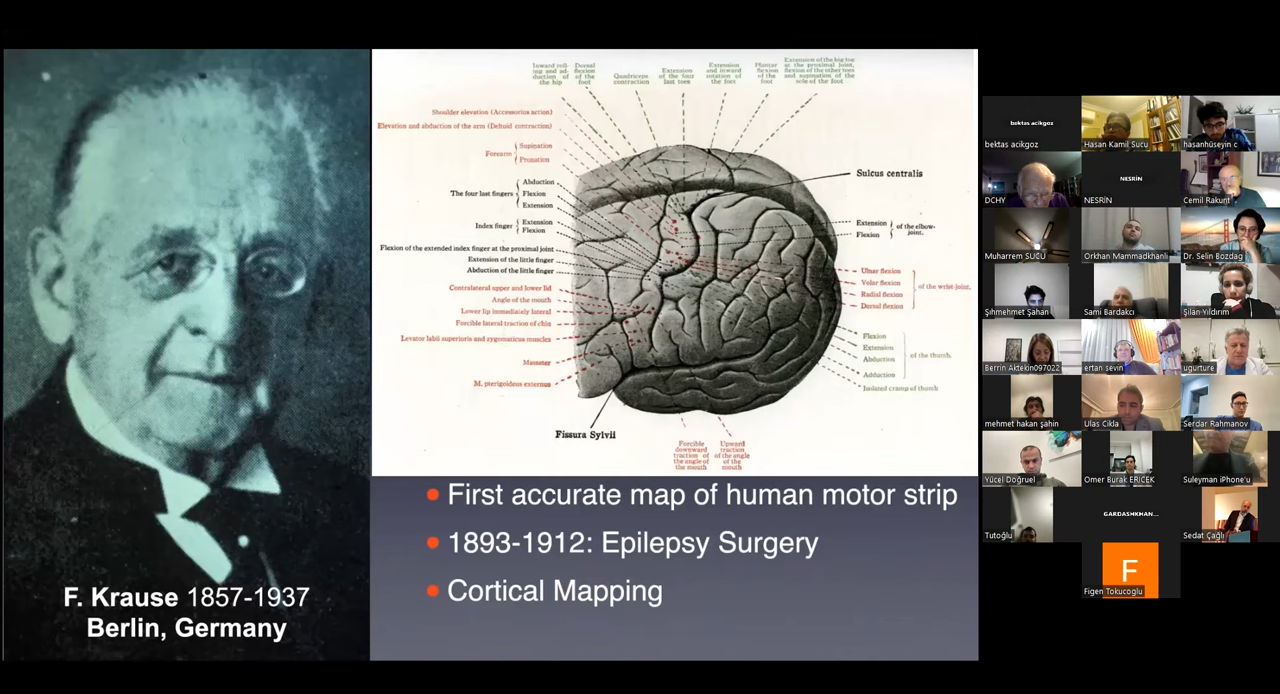 F. Krause 1857-1937
Berlin, Germany
Inward roll-
ing and ad-
duction of
the hip
Dorsal
flexion
of the
foot
Quadriceps
contraction
Extension
of the four
last toes
Extension
and inward
rotation of
the foot
Plantar
flexion
of the
foot
Extension of the big toe
at the proximal joint,
flexion of the other toes
and supination of the
sole of the foot
Shoulder elevation (Accessorius action)
Elevation and abduction of the arm (Deltoid contraction)
Forearm
Supination
Pronation
The four last fingers
Abduction
Flexion
Extension
Index finger
Extension
Flexion
Flexion of the extended index finger at the proximal joint
Extension of the little finger
Abduction of the little finger
Contralateral upper and lower lid
Angle of the mouth
Lower lip immediately lateral
Forcible lateral traction of chin
Levator labii superioris and zygomaticus muscles
Masseter
M. pterigoideus externus
Fissura Sylvii
Sulcus centralis
Extension
Flexion
of the elbow-
joint.
Ulnar flexion
Volar flexion
Radial flexion
Dorsal flexion
of the wrist-joint.
Flexion
Extension
Abduction
Adduction
of the thumb.
Isolated cramp of thumb
Forcible
downward
traction of
the angle of
the mouth
Upward
traction
of the angle
of the
mouth
• First accurate map of human motor strip
• 1893-1912: Epilepsy Surgery
• Cortical Mapping
bektas acikgoz
bektas acikgoz
Hasan Kamil Sucu
hasanhüseyin c
DCHY
NESRİN
NESRİN
Cemil Rakunt
Muharrem SUCU
Orkhan Mammadkhanli
Dr. Selin Bozdag
Şıhmehmet Şahan
Sami Bardakcı
Şilan Yıldırım
Berrin Aktekin097022
ertan sevin
ugurture
mehmet hakan şahin
Ulas Cikla
Serdar Rahmanov
Yücel Doğruel
Omer Burak ERICEK
Suleyman iPhone'u
Tutoğlu
GARDASHKHAN...
Sedat Çağlı
F
Figen Tokucoglu